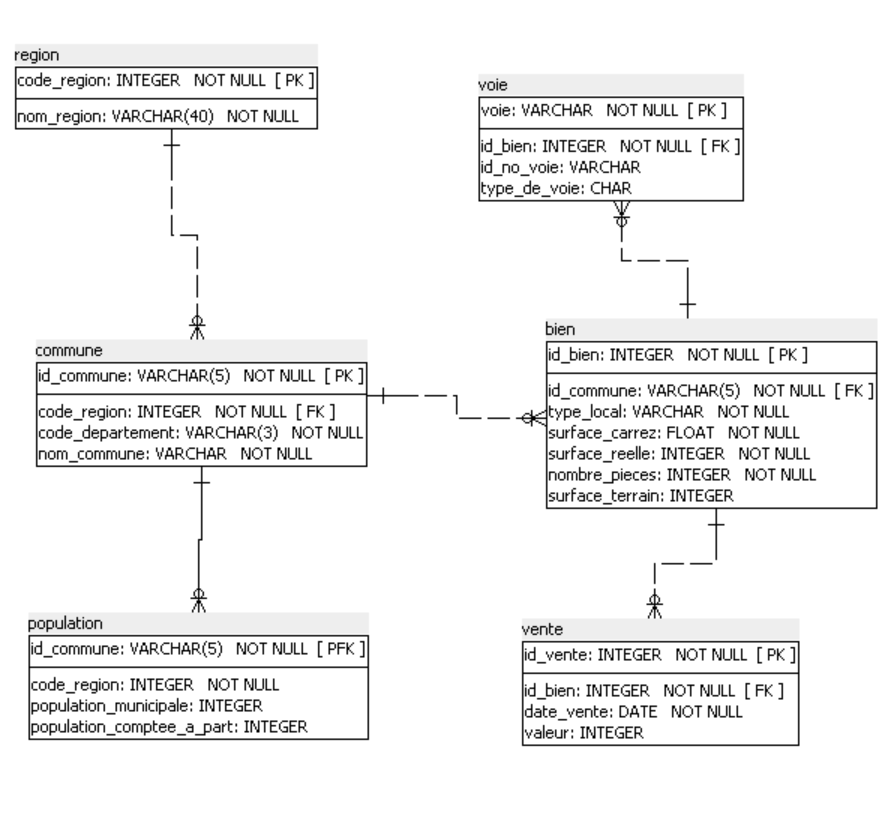 region
code_region: INTEGER NOT NULL [ PK ]
nom_region: VARCHAR(40) NOT NULL
voie
voie: VARCHAR NOT NULL [ PK ]
id_bien: INTEGER NOT NULL [ FK ]
id_no_voie: VARCHAR
type_de_voie: CHAR
commune
id_commune: VARCHAR(5) NOT NULL [ PK ]
code_region: INTEGER NOT NULL [ FK ]
code_departement: VARCHAR(3) NOT NULL
nom_commune: VARCHAR NOT NULL
bien
id_bien: INTEGER NOT NULL [ PK ]
id_commune: VARCHAR(5) NOT NULL [ FK ]
type_local: VARCHAR NOT NULL
surface_carrez: FLOAT NOT NULL
surface_reelle: INTEGER NOT NULL
nombre_pieces: INTEGER NOT NULL
surface_terrain: INTEGER
population
id_commune: VARCHAR(5) NOT NULL [ PFK ]
code_region: INTEGER NOT NULL
population_municipale: INTEGER
population_comptee_a_part: INTEGER
vente
id_vente: INTEGER NOT NULL [ PK ]
id_bien: INTEGER NOT NULL [ FK ]
date_vente: DATE NOT NULL
valeur: INTEGER